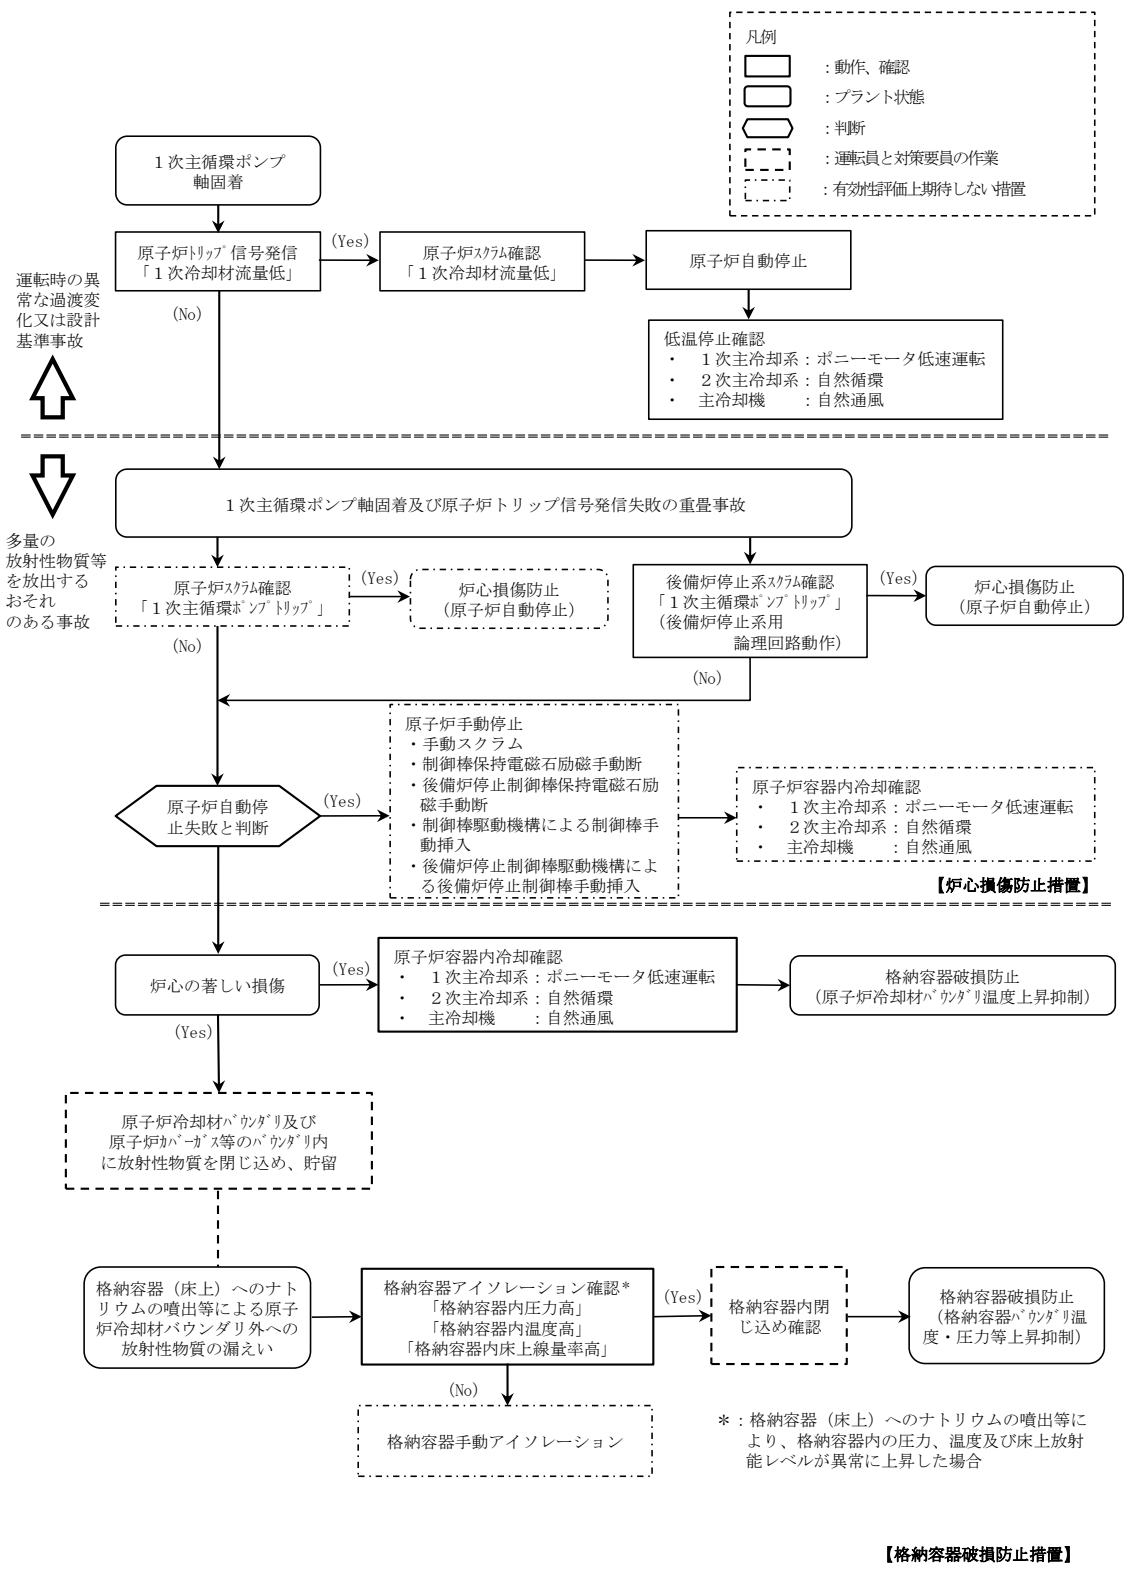 凡例
：動作、確認
：プラント状態
：判断
：運転員と対策要員の作業
：有効性評価上期待しない措置
１次主循環ポンプ
軸固着
原子炉ﾄﾘｯﾌﾟ信号発信
「１次冷却材流量低」
(Yes)
原子炉ｽｸﾗﾑ確認
「１次冷却材流量低」
原子炉自動停止
(No)
運転時の異
常な過渡変
化又は設計
基準事故
低温停止確認
・　１次主冷却系：ポニーモータ低速運転
・　２次主冷却系：自然循環
・　主冷却機　　：自然通風
１次主循環ポンプ軸固着及び原子炉トリップ信号発信失敗の重畳事故
多量の
放射性物質等
を放出する
おそれ
のある事故
原子炉ｽｸﾗﾑ確認
「１次主循環ﾎﾟﾝﾌﾟﾄﾘｯﾌﾟ」
(Yes)
炉心損傷防止
（原子炉自動停止）
後備炉停止系ｽｸﾗﾑ確認
「１次主循環ﾎﾟﾝﾌﾟﾄﾘｯﾌﾟ」
（後備炉停止系用
論理回路動作）
(Yes)
炉心損傷防止
（原子炉自動停止）
(No)
(No)
原子炉自動停
止失敗と判断
(Yes)
原子炉手動停止
・手動スクラム
・制御棒保持電磁石励磁手動断
・後備炉停止制御棒保持電磁石励
磁手動断
・制御棒駆動機構による制御棒手
動挿入
・後備炉停止制御棒駆動機構によ
る後備炉停止制御棒手動挿入
原子炉容器内冷却確認
・　１次主冷却系：ポニーモータ低速運転
・　２次主冷却系：自然循環
・　主冷却機　　：自然通風
【炉心損傷防止措置】
炉心の著しい損傷
(Yes)
原子炉容器内冷却確認
・　１次主冷却系：ポニーモータ低速運転
・　２次主冷却系：自然循環
・　主冷却機　　：自然通風
格納容器破損防止
（原子炉冷却材ﾊﾞｳﾝﾀﾞﾘ温度上昇抑制）
(Yes)
原子炉冷却材ﾊﾞｳﾝﾀﾞﾘ及び
原子炉ｶﾊﾞｰｶﾞｽ等のﾊﾞｳﾝﾀﾞﾘ内
に放射性物質を閉じ込め、貯留
格納容器（床上）へのナト
リウムの噴出等による原子
炉冷却材バウンダリ外への
放射性物質の漏えい
格納容器アイソレーション確認*
「格納容器内圧力高」
「格納容器内温度高」
「格納容器内床上線量率高」
(Yes)
格納容器内閉
じ込め確認
格納容器破損防止
（格納容器ﾊﾞｳﾝﾀﾞﾘ温
度・圧力等上昇抑制）
(No)
格納容器手動アイソレーション
＊：格納容器（床上）へのナトリウムの噴出等に
より、格納容器内の圧力、温度及び床上放射
能レベルが異常に上昇した場合
【格納容器破損防止措置】